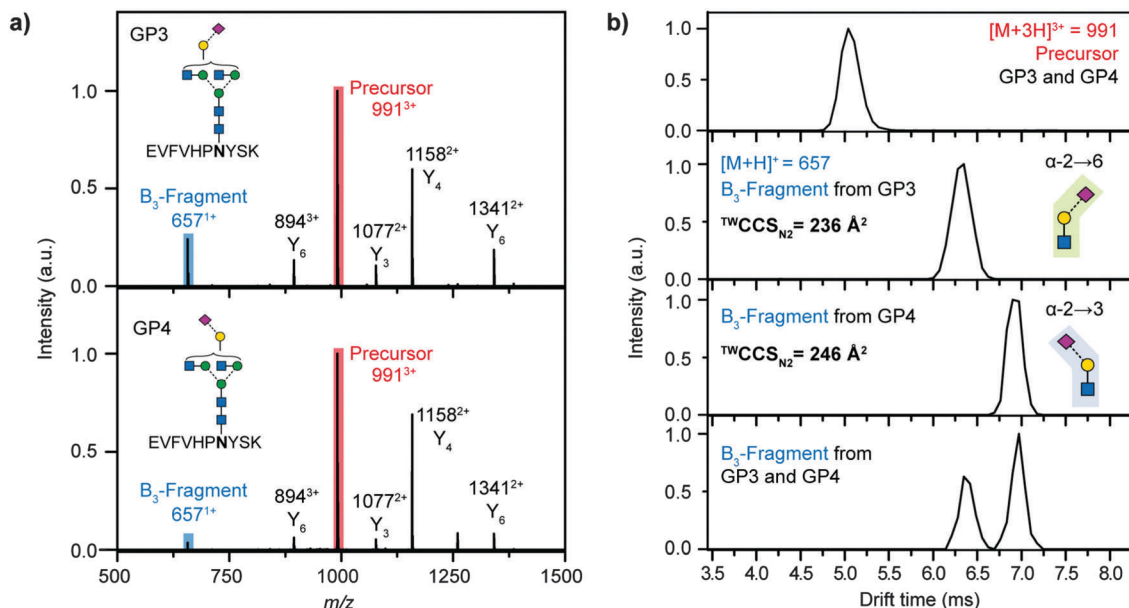 a)
GP3
EVFVHPNYSK
B₃-Fragment
657¹⁺
Precursor
991³⁺
894³⁺
Y₆
1077²⁺
Y₃
1158²⁺
Y₄
1341²⁺
Y₆
1.0
0.5
0.0
GP4
EVFVHPNYSK
B₃-Fragment
657¹⁺
Precursor
991³⁺
894³⁺
Y₆
1077²⁺
Y₃
1158²⁺
Y₄
1341²⁺
Y₆
1.0
0.5
0.0
Intensity (a.u.)
500 750 1000 1250 1500
m/z
b)
[M+3H]³⁺ = 991
Precursor
GP3 and GP4
1.0
0.5
0.0
[M+H]⁺ = 657
B₃-Fragment from GP3
ᵀᵂCCS_N2 = 236 Å²
α-2→6
1.0
0.5
0.0
B₃-Fragment from GP4
ᵀᵂCCS_N2 = 246 Å²
α-2→3
1.0
0.5
0.0
B₃-Fragment from
GP3 and GP4
1.0
0.5
0.0
Intensity (a.u.)
3.5 4.0 4.5 5.0 5.5 6.0 6.5 7.0 7.5 8.0
Drift time (ms)